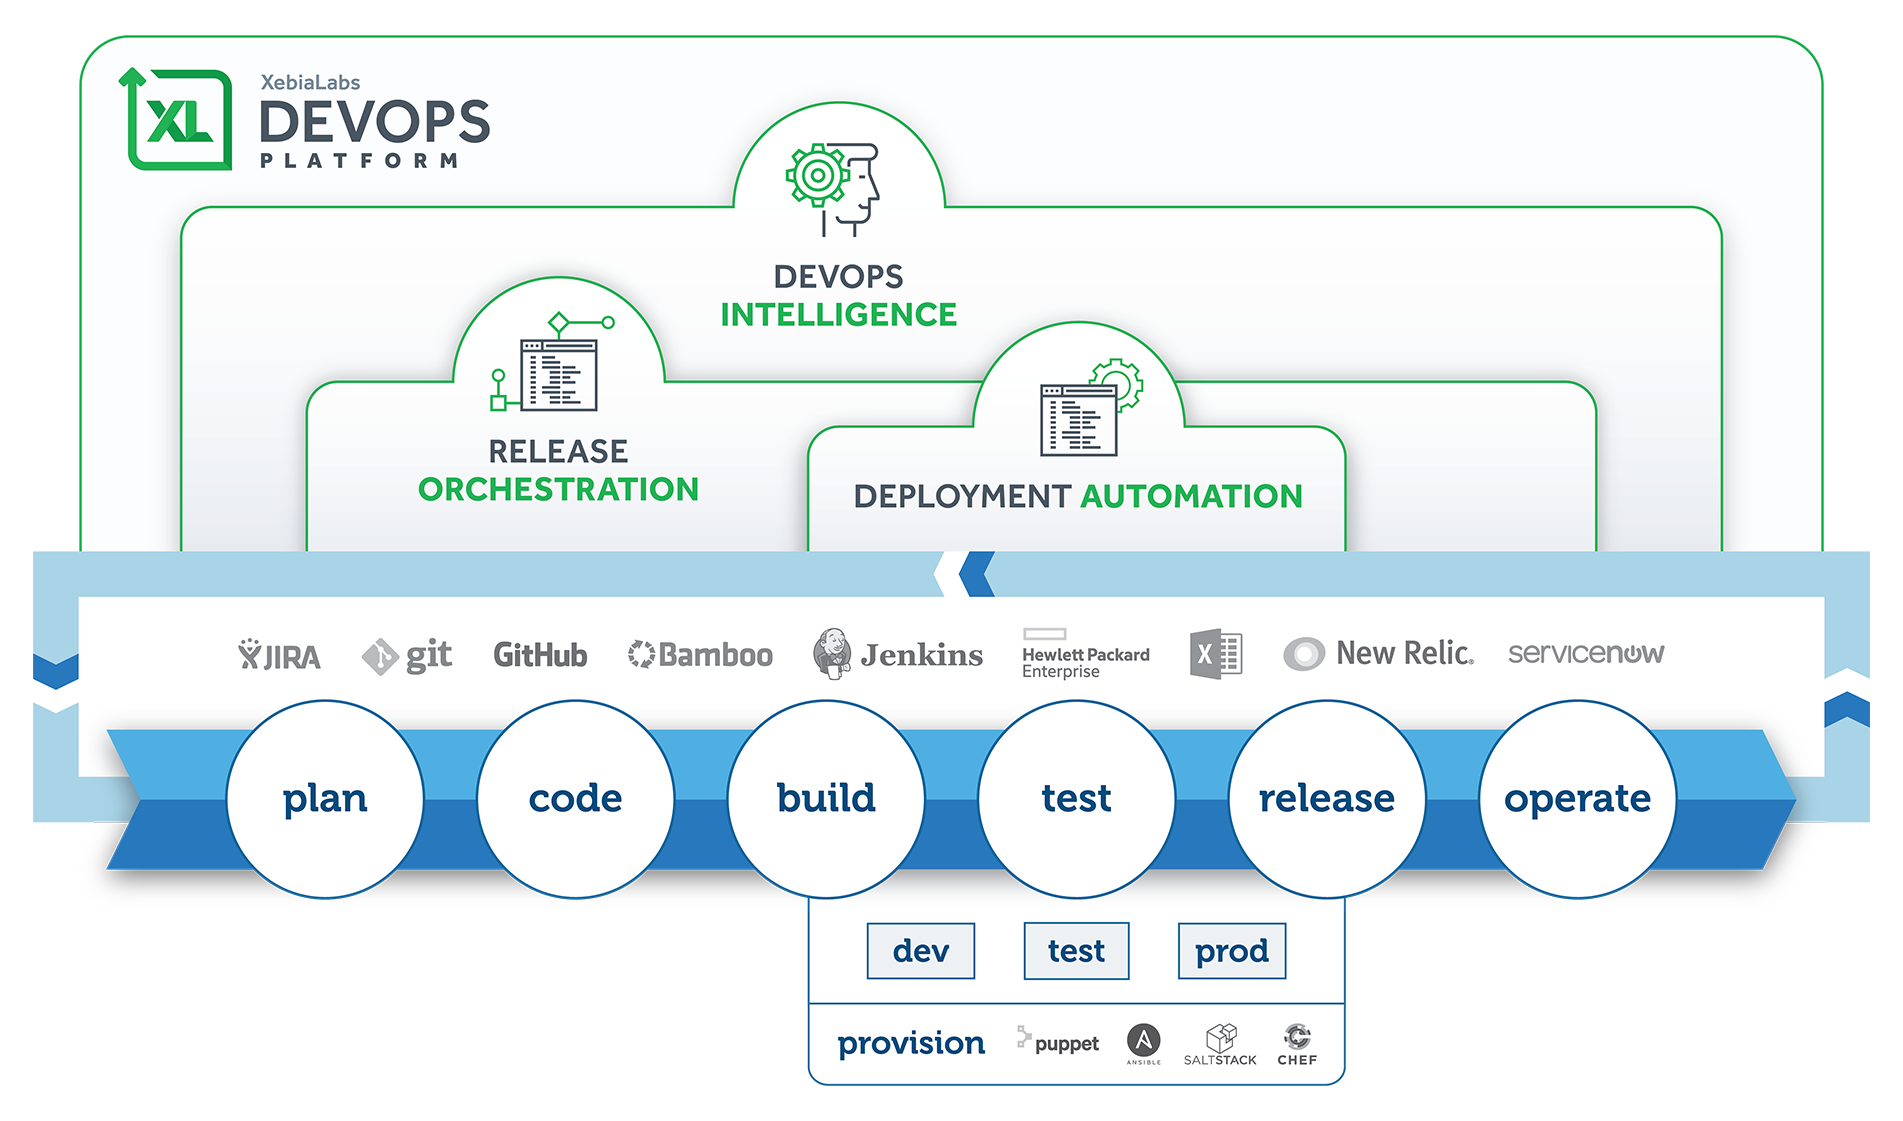 XL
XebiaLabs
DEVOPS
PLATFORM
DEVOPS
INTELLIGENCE
RELEASE
ORCHESTRATION
DEPLOYMENT AUTOMATION
JIRA
git
GitHub
Bamboo
Jenkins
Hewlett Packard
Enterprise
X
New Relic.
servicenow
plan
code
build
test
release
operate
dev
test
prod
provision
puppet
A
ANSIBLE
SALTSTACK
CHEF